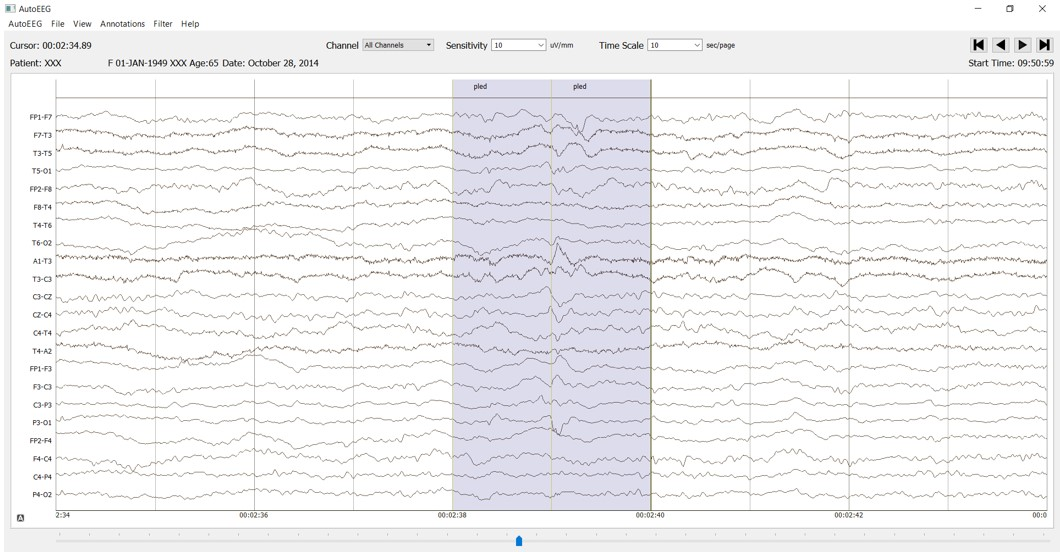 AutoEEG
AutoEEG File View Annotations Filter Help
Cursor: 00:02:34.89 Channel All Channels Sensitivity 10 uV/mm Time Scale 10 sec/page
Patient: XXX F 01-JAN-1949 XXX Age:65 Date: October 28, 2014 Start Time: 09:50:59
pled pled
FP1-F7
F7-T3
T3-T5
T5-O1
FP2-F8
F8-T4
T4-T6
T6-O2
A1-T3
T3-C3
C3-CZ
CZ-C4
C4-T4
T4-A2
FP1-F3
F3-C3
C3-P3
P3-O1
FP2-F4
F4-C4
C4-P4
P4-O2
A 2:34 00:02:36 00:02:38 00:02:40 00:02:42 00:0